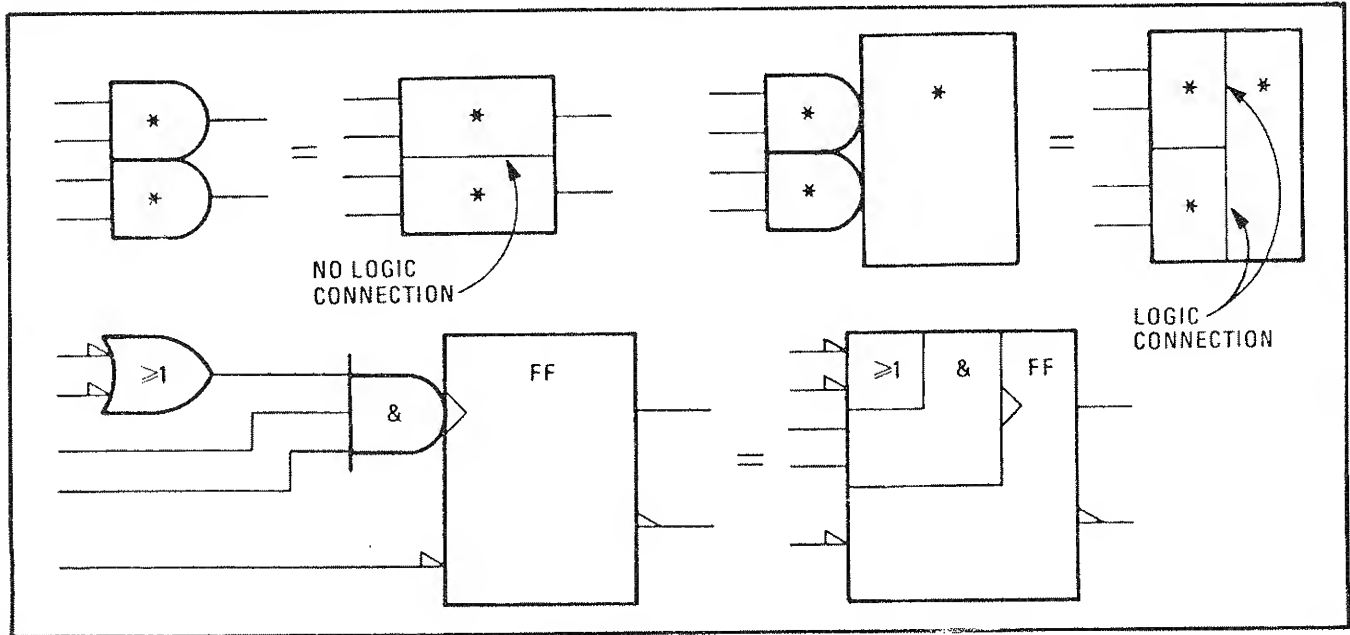 * = * * = *
* * * *
NO LOGIC
CONNECTION
LOGIC
CONNECTION
≥1 & FF = ≥1 & FF